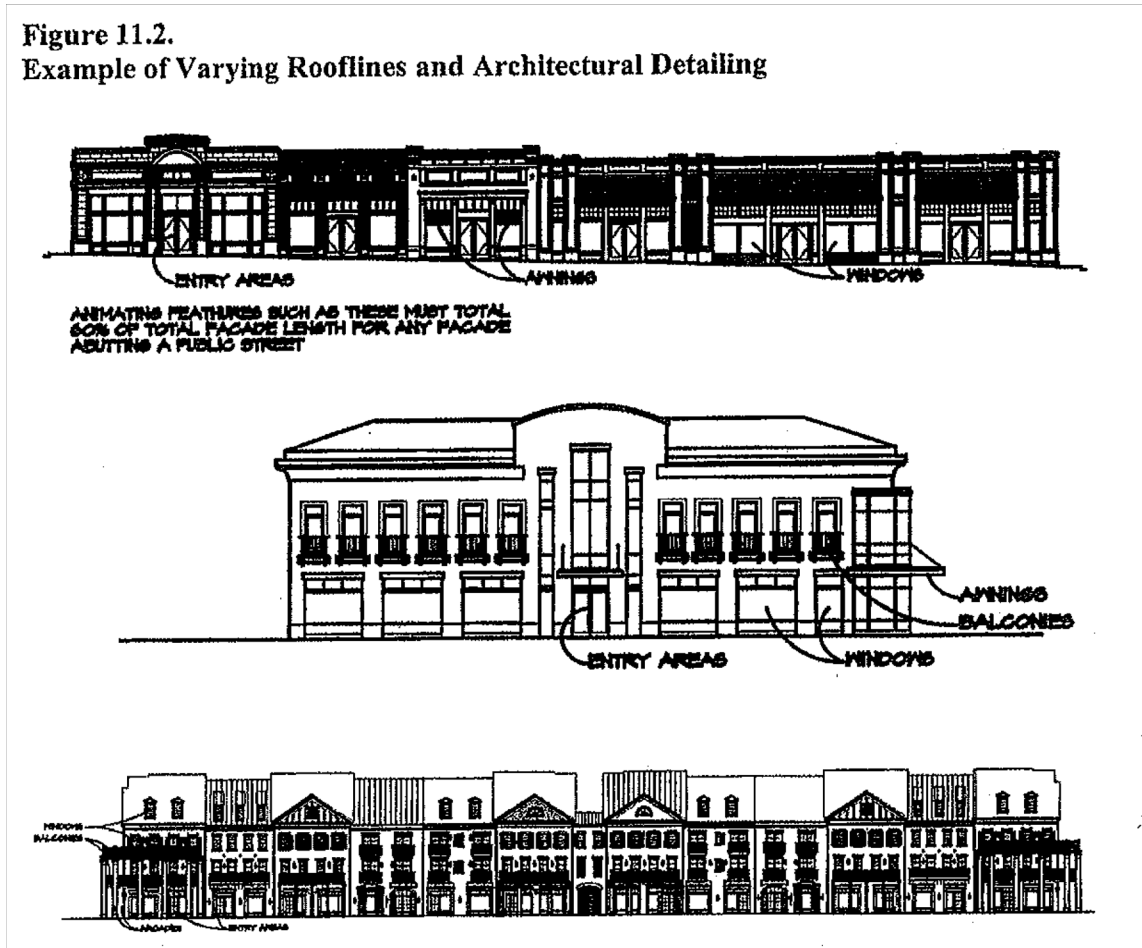 Figure 11.2.
Example of Varying Rooflines and Architectural Detailing
ENTRY AREAS
AWNINGS
WINDOWS
ANIMATING FEATURES SUCH AS THESE MUST TOTAL
60% OF TOTAL FACADE LENGTH FOR ANY FACADE
ABUTTING A PUBLIC STREET
AWNINGS
BALCONIES
ENTRY AREAS
WINDOWS
WINDOWS
BALCONIES
ARCADES
ENTRY AREAS